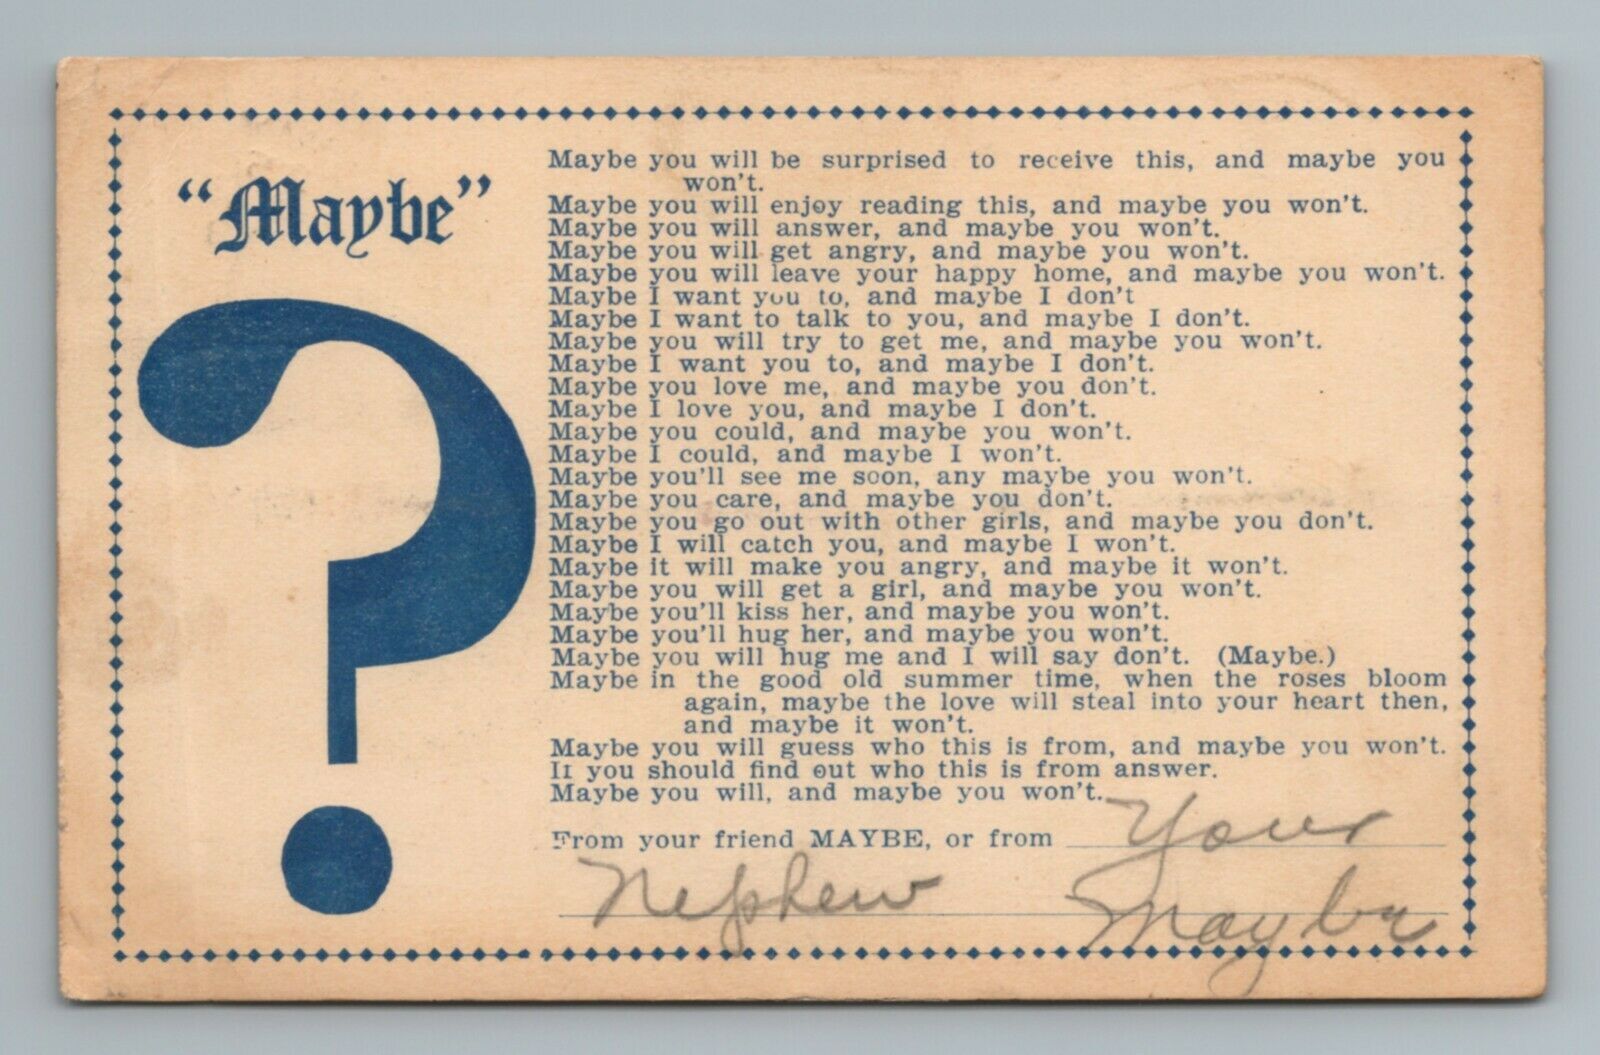 "Maybe"
?
Maybe you will be surprised to receive this, and maybe you
won't.
Maybe you will enjoy reading this, and maybe you won't.
Maybe you will answer, and maybe you won't.
Maybe you will get angry, and maybe you won't.
Maybe you will leave your happy home, and maybe you won't.
Maybe I want you to, and maybe I don't
Maybe I want to talk to you, and maybe I don't.
Maybe you will try to get me, and maybe you won't.
Maybe I want you to, and maybe I don't.
Maybe you love me, and maybe you don't.
Maybe I love you, and maybe I don't.
Maybe you could, and maybe you won't.
Maybe I could, and maybe I won't.
Maybe you'll see me soon, any maybe you won't.
Maybe you care, and maybe you don't.
Maybe you go out with other girls, and maybe you don't.
Maybe I will catch you, and maybe I won't.
Maybe it will make you angry, and maybe it won't.
Maybe you will get a girl, and maybe you won't.
Maybe you'll kiss her, and maybe you won't.
Maybe you'll hug her, and maybe you won't.
Maybe you will hug me and I will say don't. (Maybe.)
Maybe in the good old summer time, when the roses bloom
again, maybe the love will steal into your heart then,
and maybe it won't.
Maybe you will guess who this is from, and maybe you won't.
If you should find out who this is from answer.
Maybe you will, and maybe you won't.
From your friend MAYBE, or from Your
Nephew Maybe